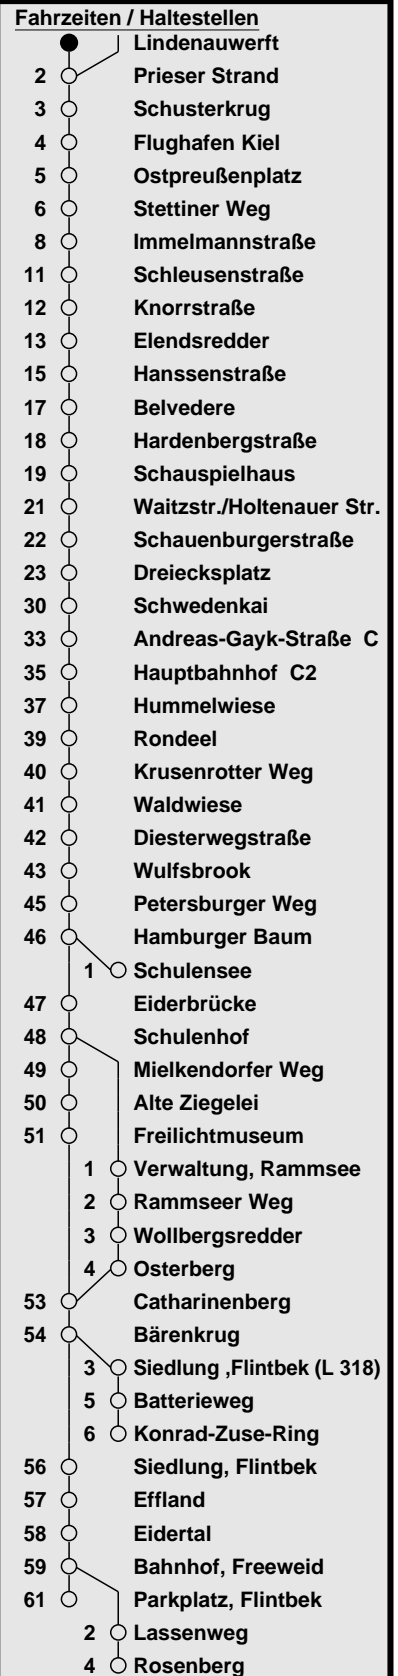 Fahrzeiten / Haltestellen
Lindenauwerft
2 Prieser Strand
3 Schusterkrug
4 Flughafen Kiel
5 Ostpreußenplatz
6 Stettiner Weg
8 Immelmannstraße
11 Schleusenstraße
12 Knorrstraße
13 Elendsredder
15 Hanssenstraße
17 Belvedere
18 Hardenbergstraße
19 Schauspielhaus
21 Waitzstr./Holtenauer Str.
22 Schauenburgerstraße
23 Dreiecksplatz
30 Schwedenkai
33 Andreas-Gayk-Straße C
35 Hauptbahnhof C2
37 Hummelwiese
39 Rondeel
40 Krusenrotter Weg
41 Waldwiese
42 Diesterwegstraße
43 Wulfsbrook
45 Petersburger Weg
46 Hamburger Baum
1 Schulensee
47 Eiderbrücke
48 Schulenhof
49 Mielkendorfer Weg
50 Alte Ziegelei
51 Freilichtmuseum
1 Verwaltung, Rammsee
2 Rammseer Weg
3 Wollbergsredder
4 Osterberg
53 Catharinenberg
54 Bärenkrug
3 Siedlung ,Flintbek (L 318)
5 Batterieweg
6 Konrad-Zuse-Ring
56 Siedlung, Flintbek
57 Effland
58 Eidertal
59 Bahnhof, Freeweid
61 Parkplatz, Flintbek
2 Lassenweg
4 Rosenberg